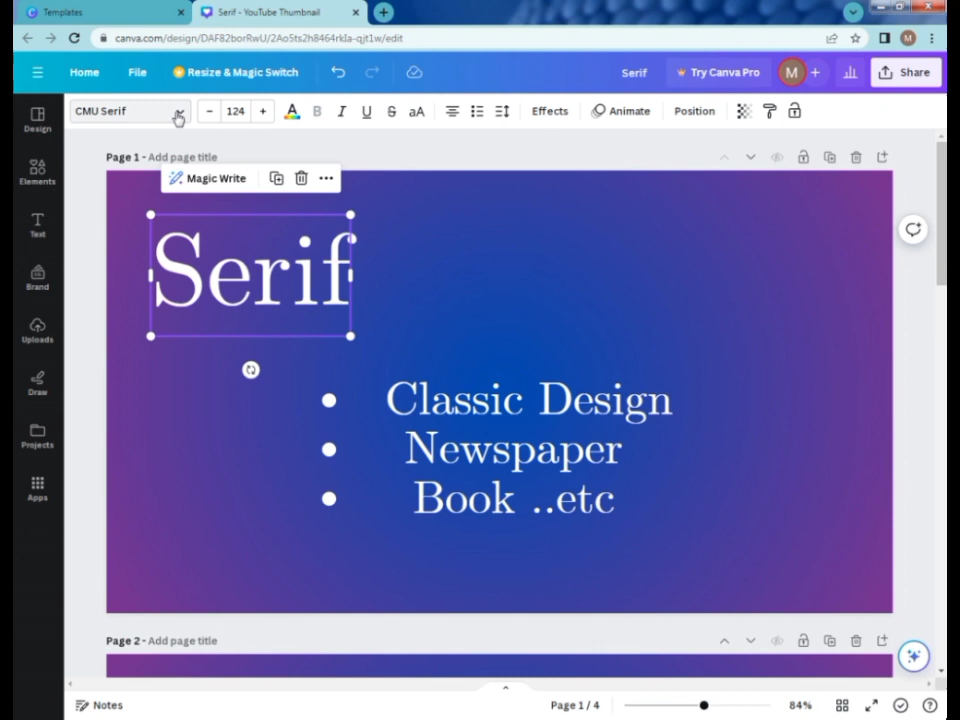 Templates
Serif - YouTube Thumbnail
canva.com/design/DAF82borRwU/2Ao5ts2h8464rkIa-qjt1w/edit
M
Home File Resize & Magic Switch Serif Try Canva Pro M Share
CMU Serif 124 A B I U S aA Effects Animate Position
Design
Elements
Text
Brand
Uploads
Draw
Projects
Apps
Page 1 - Add page title
Magic Write
Serif
Classic Design
Newspaper
Book ..etc
Page 2 - Add page title
Notes Page 1 / 4 84%